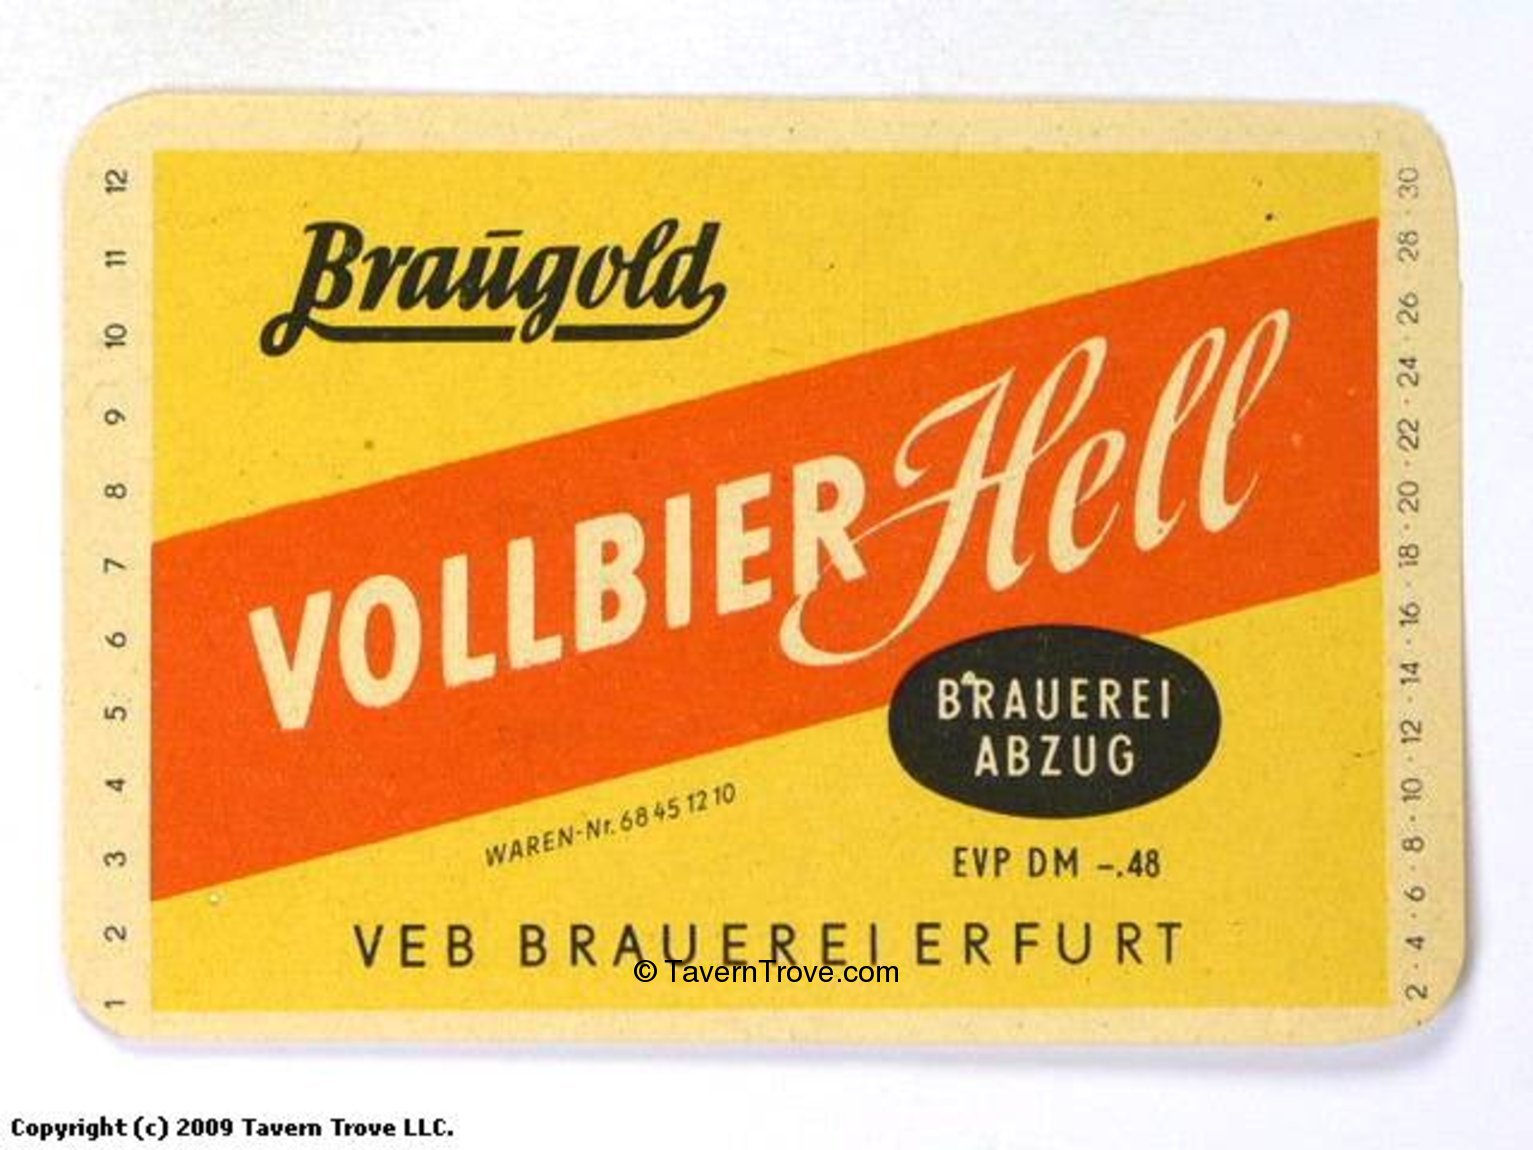 Braūgold
VOLLBIER Hell
BRAUEREI
ABZUG
WAREN-Nr. 68 45 12 10
EVP DM –.48
VEB BRAUEREI ERFURT
12 11 10 9 8 7 6 5 4 3 2 1
30 · 28 · 26 · 24 · 22 · 20 · 18 · 16 · 14 · 12 · 10 · 8 · 6 · 4 · 2
© TavernTrove.com
Copyright (c) 2009 Tavern Trove LLC.